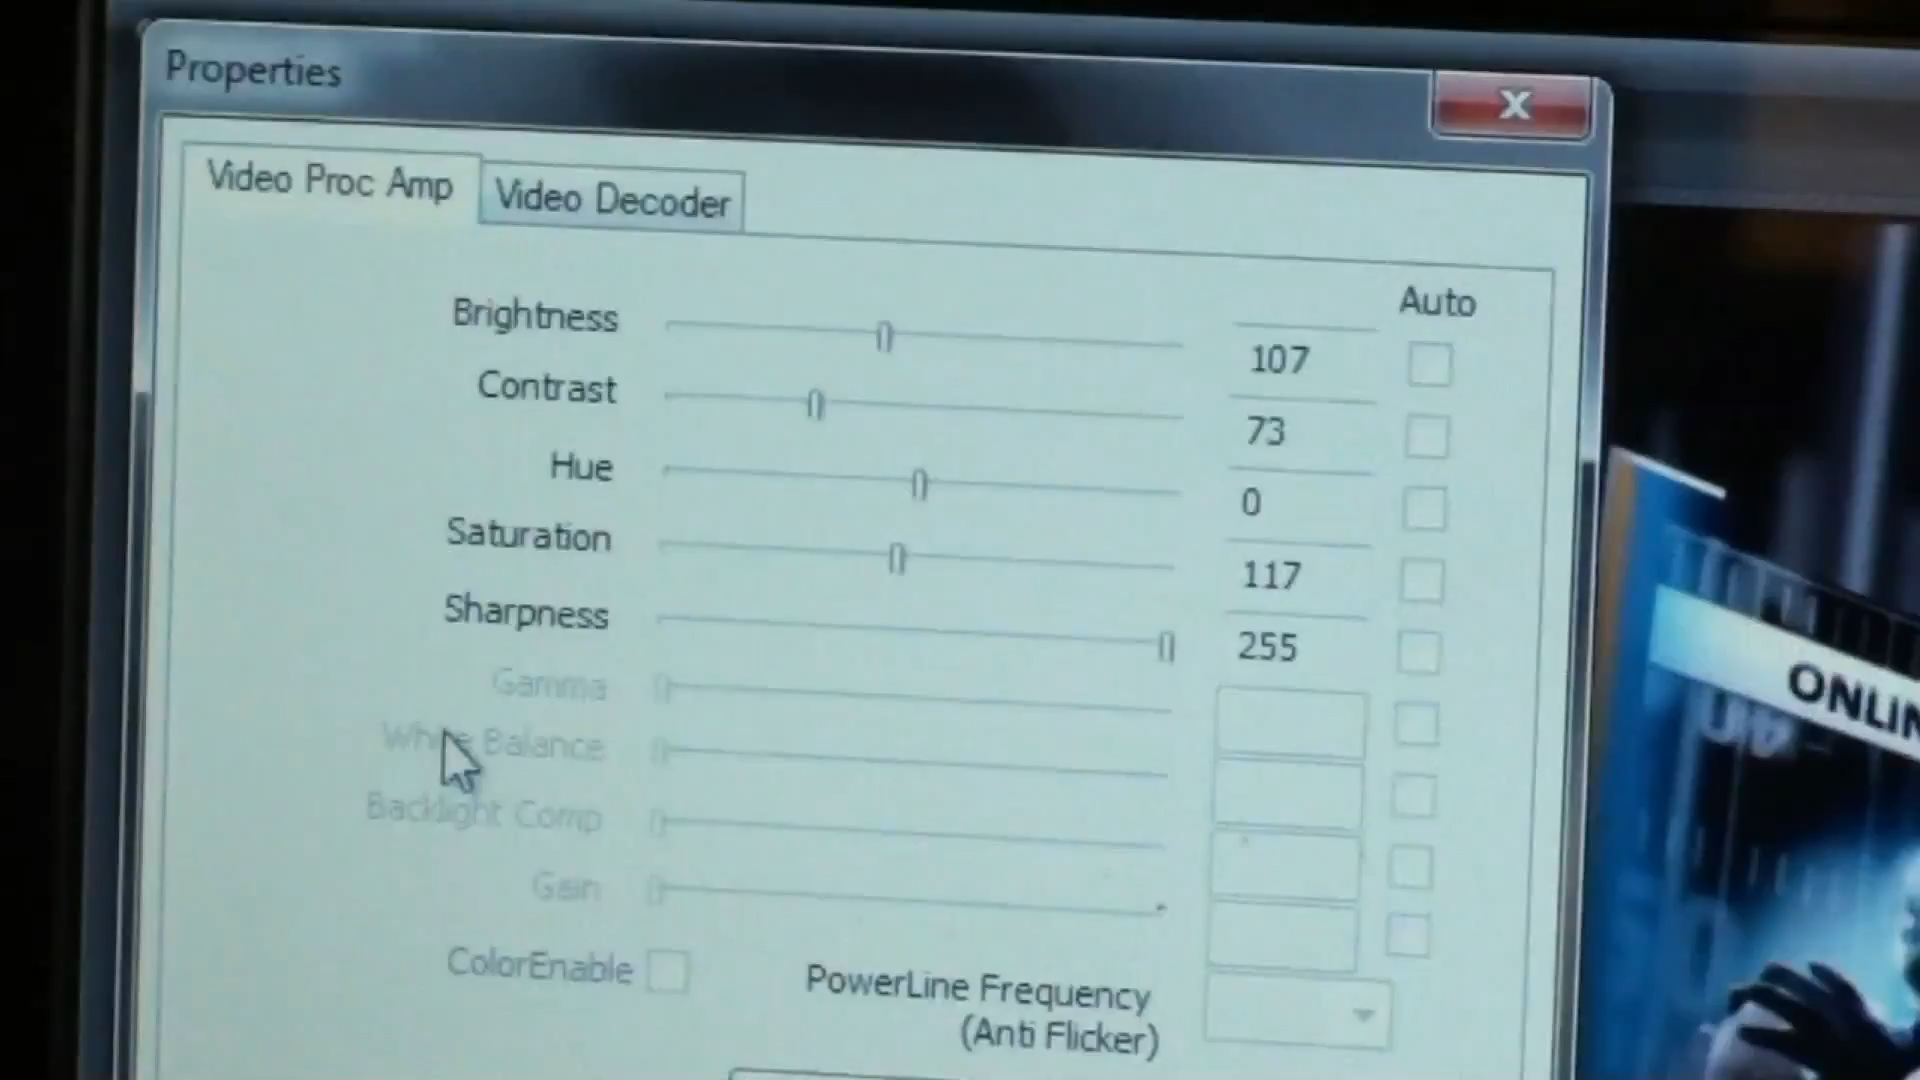 Properties
X
Video Proc Amp
Video Decoder
Auto
Brightness
107
Contrast
73
Hue
0
Saturation
117
Sharpness
255
Gamma
White Balance
Backlight Comp
Gain
ColorEnable
PowerLine Frequency
(Anti Flicker)